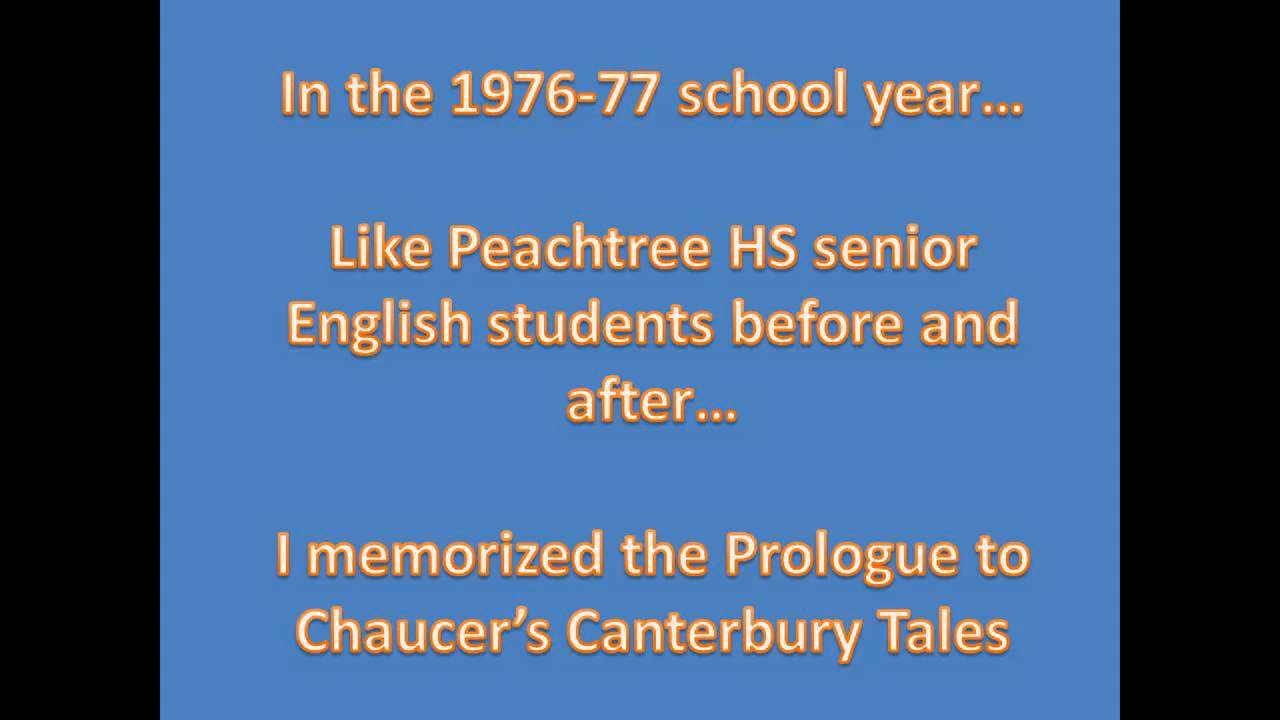 In the 1976-77 school year…
Like Peachtree HS senior
English students before and
after…
I memorized the Prologue to
Chaucer’s Canterbury Tales